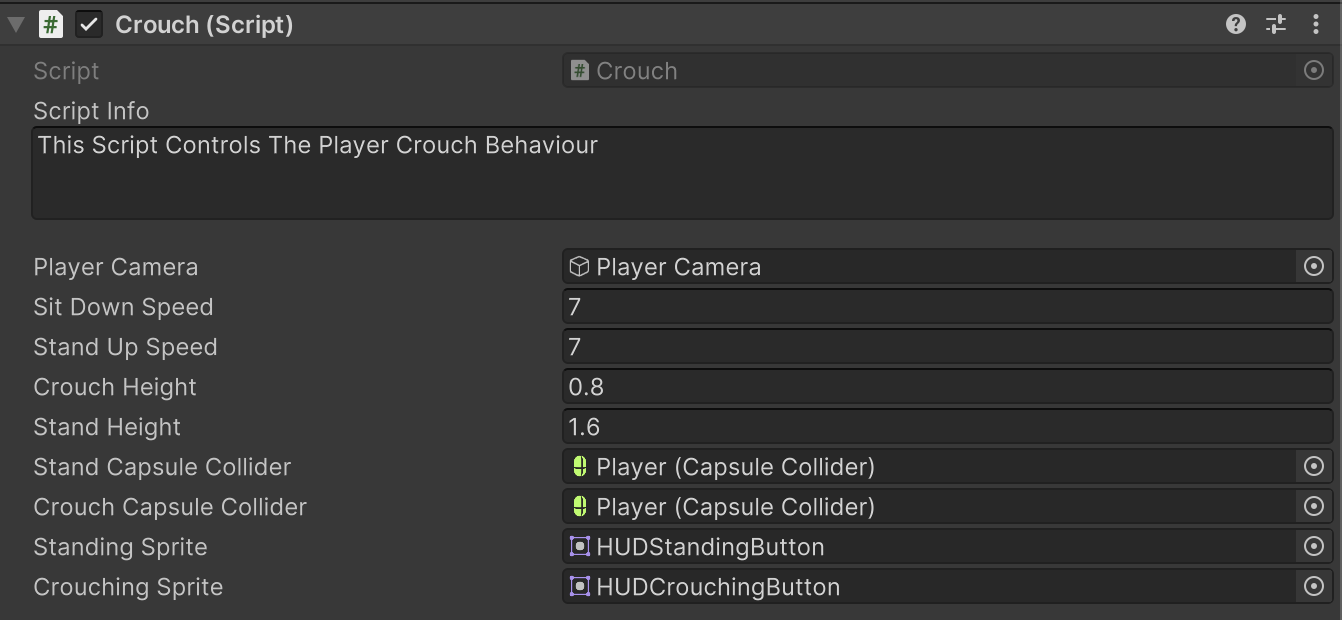 Crouch (Script)
Script Crouch
Script Info
This Script Controls The Player Crouch Behaviour
Player Camera Player Camera
Sit Down Speed 7
Stand Up Speed 7
Crouch Height 0.8
Stand Height 1.6
Stand Capsule Collider Player (Capsule Collider)
Crouch Capsule Collider Player (Capsule Collider)
Standing Sprite HUDStandingButton
Crouching Sprite HUDCrouchingButton